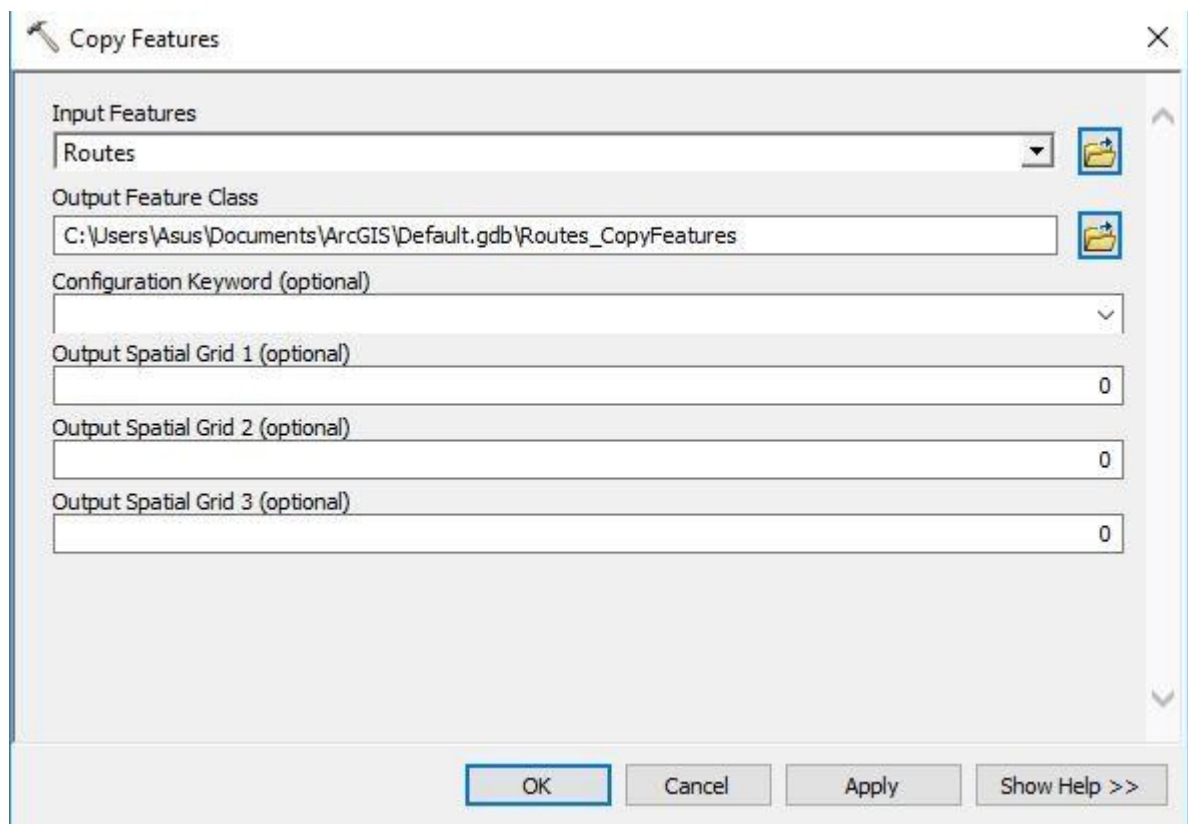 Copy Features
Input Features
Routes
Output Feature Class
C:\Users\Asus\Documents\ArcGIS\Default.gdb\Routes_CopyFeatures
Configuration Keyword (optional)
Output Spatial Grid 1 (optional)
0
Output Spatial Grid 2 (optional)
0
Output Spatial Grid 3 (optional)
0
OK Cancel Apply Show Help >>